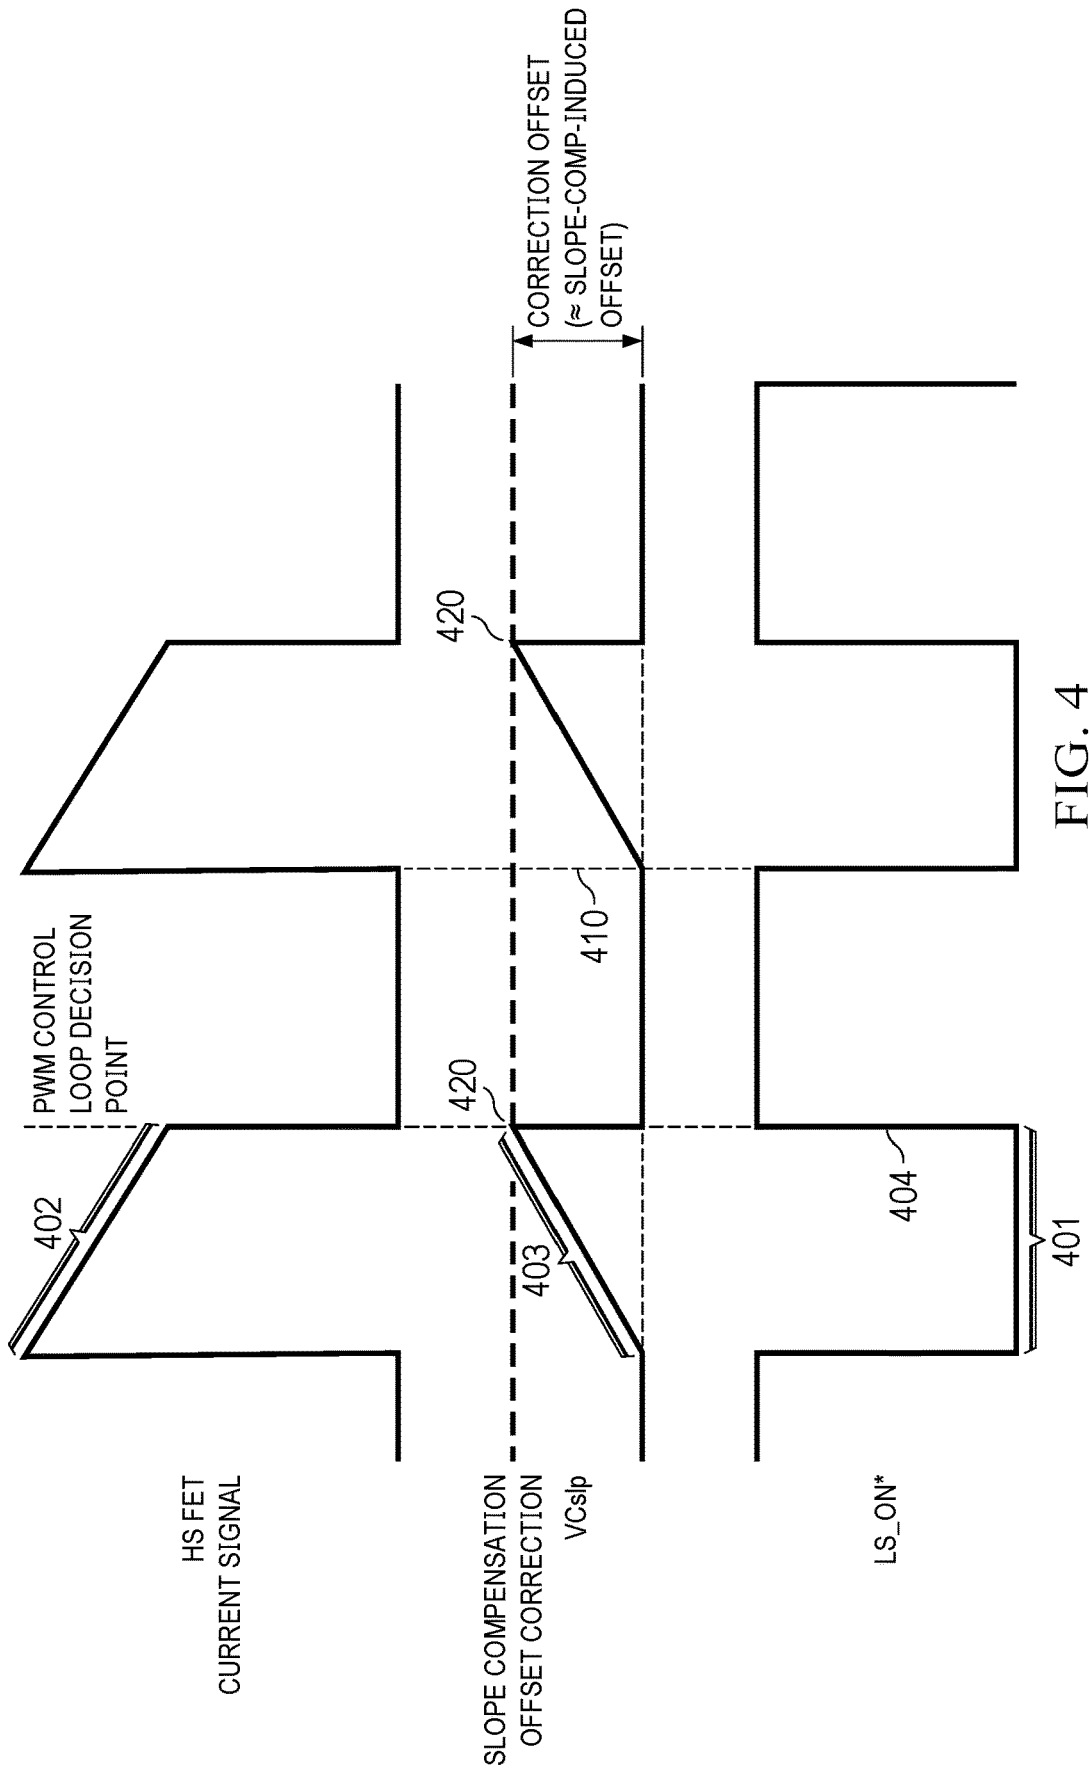 PWM CONTROL
LOOP DECISION
POINT
402
HS FET
CURRENT SIGNAL
420
420
CORRECTION OFFSET
(≈ SLOPE-COMP-INDUCED
OFFSET)
SLOPE COMPENSATION
OFFSET CORRECTION
VCslp
403
410
LS_ON*
404
401
FIG. 4